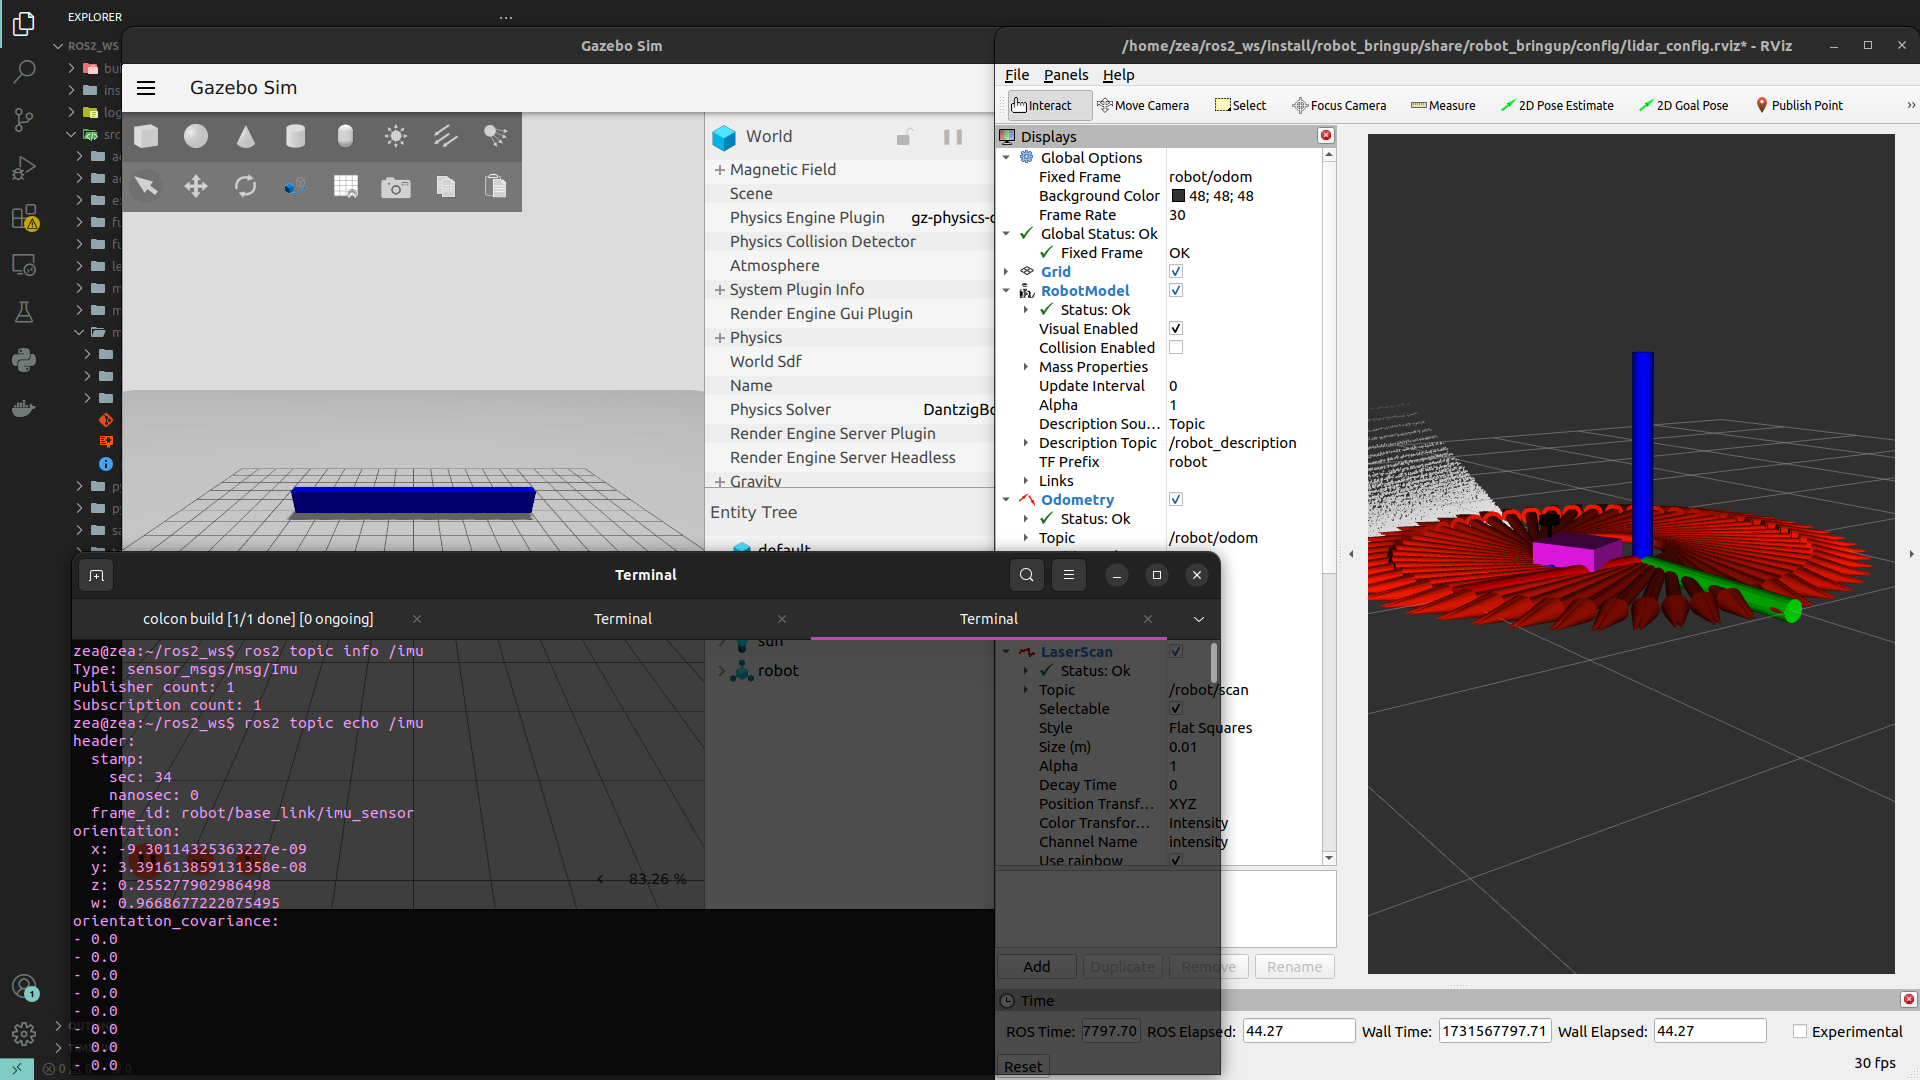 EXPLORER
ROS2_WS
bui
ins
log
src
Gazebo Sim
Gazebo Sim
World
Magnetic Field
Scene
Physics Engine Plugin gz-physics-
Physics Collision Detector
Atmosphere
System Plugin Info
Render Engine Gui Plugin
Physics
World Sdf
Name
Physics Solver DantzigBo
Render Engine Server Plugin
Render Engine Server Headless
Gravity
Entity Tree
default
sun
robot
83.26 %
/home/zea/ros2_ws/install/robot_bringup/share/robot_bringup/config/lidar_config.rviz* - RViz
File Panels Help
Interact Move Camera Select Focus Camera Measure 2D Pose Estimate 2D Goal Pose Publish Point »
Displays
Global Options
Fixed Frame robot/odom
Background Color 48; 48; 48
Frame Rate 30
Global Status: Ok
Fixed Frame OK
Grid
RobotModel
Status: Ok
Visual Enabled
Collision Enabled
Mass Properties
Update Interval 0
Alpha 1
Description Sou... Topic
Description Topic /robot_description
TF Prefix robot
Links
Odometry
Status: Ok
Topic /robot/odom
LaserScan
Status: Ok
Topic /robot/scan
Selectable
Style Flat Squares
Size (m) 0.01
Alpha 1
Decay Time 0
Position Transf... XYZ
Color Transfor... Intensity
Channel Name intensity
Use rainbow
Add Duplicate Remove Rename
Time
ROS Time: 7797.70 ROS Elapsed: 44.27 Wall Time: 1731567797.71 Wall Elapsed: 44.27 Experimental
Reset
30 fps
Terminal
colcon build [1/1 done] [0 ongoing] Terminal Terminal
zea@zea:~/ros2_ws$ ros2 topic info /imu
Type: sensor_msgs/msg/Imu
Publisher count: 1
Subscription count: 1
zea@zea:~/ros2_ws$ ros2 topic echo /imu
header:
stamp:
sec: 34
nanosec: 0
frame_id: robot/base_link/imu_sensor
orientation:
x: -9.30114325363227e-09
y: 3.391613859131358e-08
z: 0.255277902986498
w: 0.9668677222075495
orientation_covariance:
- 0.0
- 0.0
- 0.0
- 0.0
- 0.0
- 0.0
- 0.0
- 0.0
1